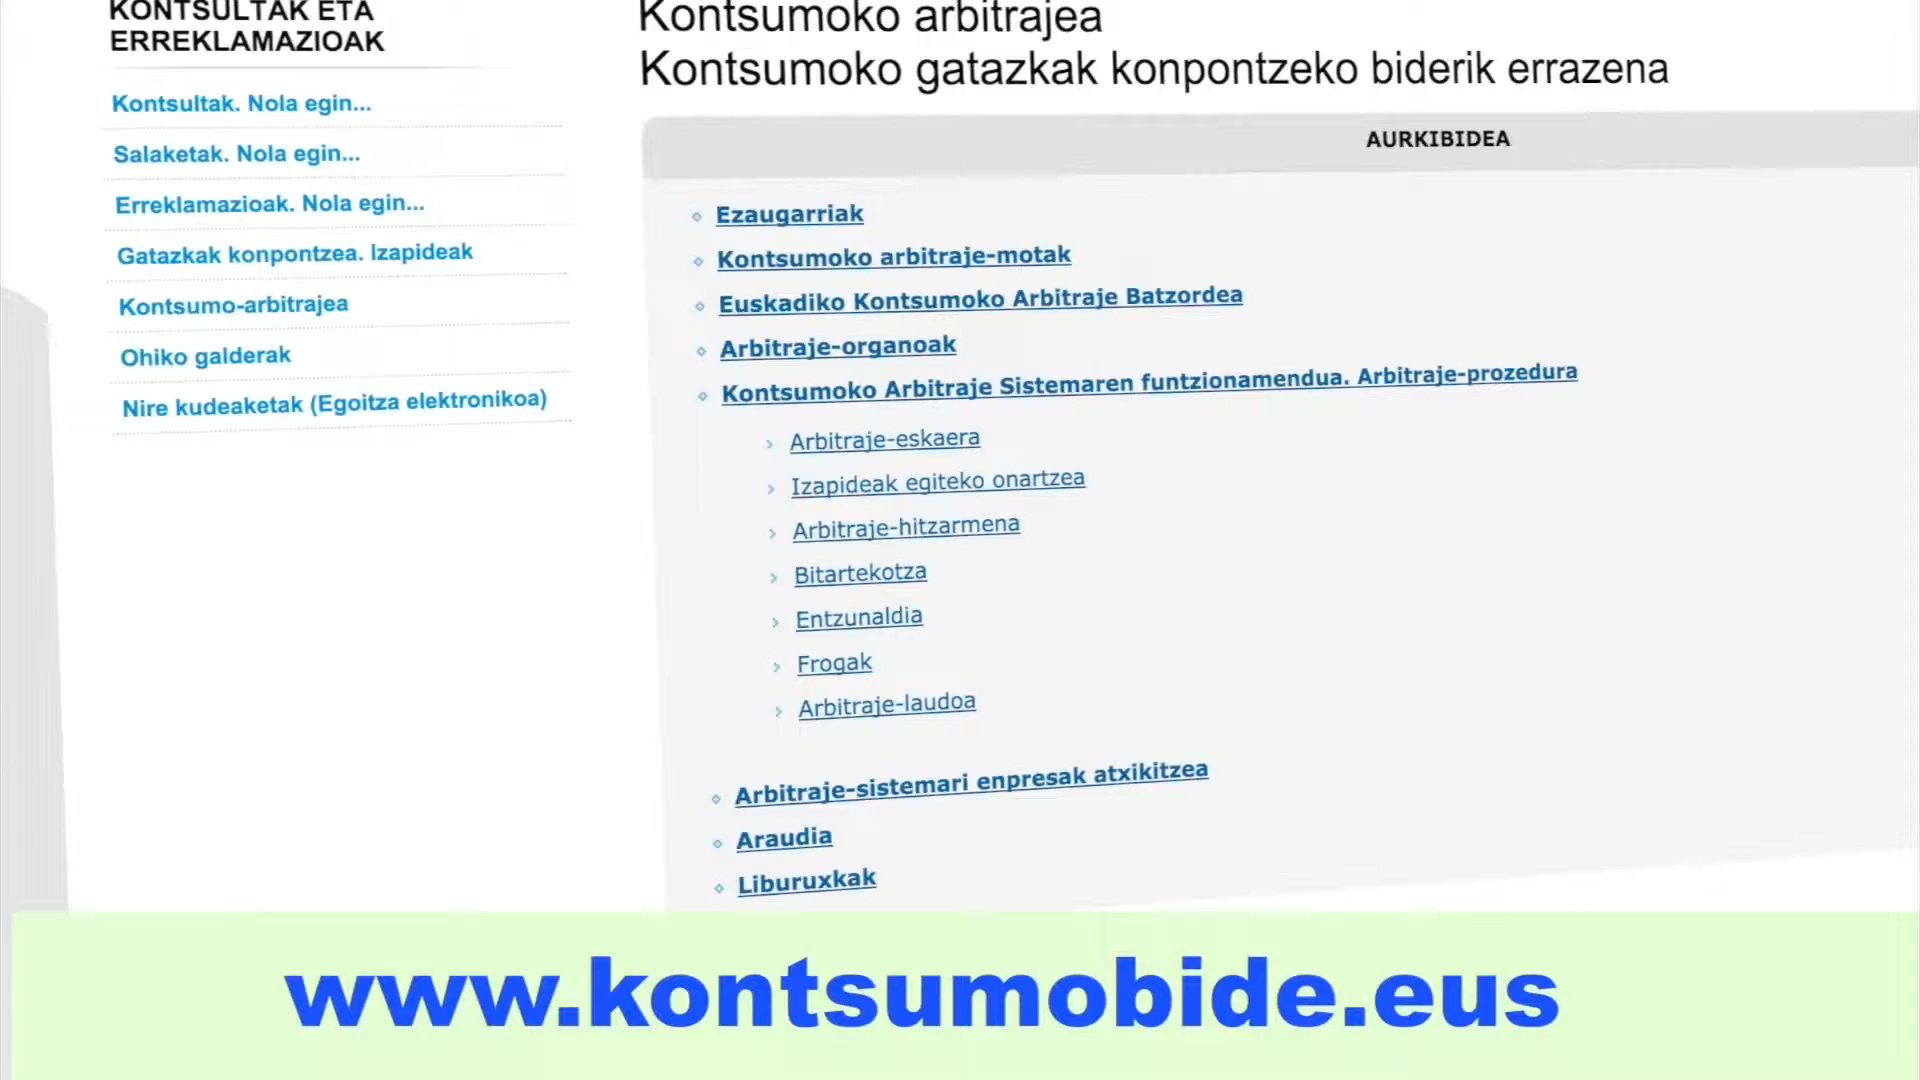 KONTSULTAK ETA
ERREKLAMAZIOAK
Kontsultak. Nola egin...
Salaketak. Nola egin...
Erreklamazioak. Nola egin...
Gatazkak konpontzea. Izapideak
Kontsumo-arbitrajea
Ohiko galderak
Nire kudeaketak (Egoitza elektronikoa)
Kontsumoko arbitrajea
Kontsumoko gatazkak konpontzeko biderik errazena
AURKIBIDEA
Ezaugarriak
Kontsumoko arbitraje-motak
Euskadiko Kontsumoko Arbitraje Batzordea
Arbitraje-organoak
Kontsumoko Arbitraje Sistemaren funtzionamendua. Arbitraje-prozedura
Arbitraje-eskaera
Izapideak egiteko onartzea
Arbitraje-hitzarmena
Bitartekotza
Entzunaldia
Frogak
Arbitraje-laudoa
Arbitraje-sistemari enpresak atxikitzea
Araudia
Liburuxkak
www.kontsumobide.eus